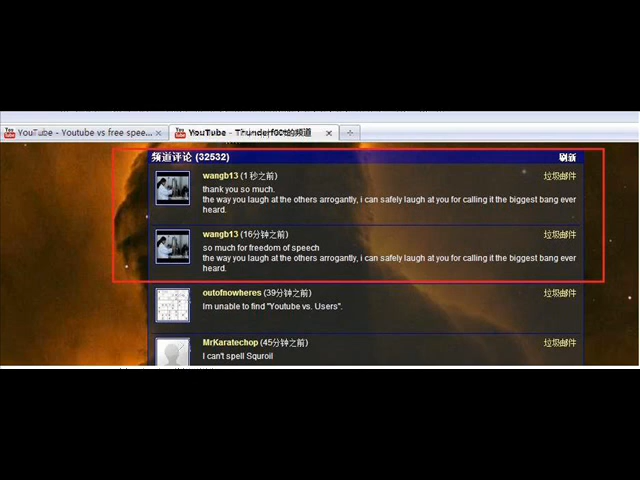 YouTube - Youtube vs free spee...
YouTube - Thunderf00t的频道
频道评论 (32532) 刷新
wangb13 (1 秒之前) 垃圾邮件
thank you so much.
the way you laugh at the others arrogantly, i can safely laugh at you for calling it the biggest bang ever
heard.
wangb13 (16分钟之前) 垃圾邮件
so much for freedom of speech
the way you laugh at the others arrogantly, i can safely laugh at you for calling it the biggest bang ever
heard.
outofnowheres (39分钟之前) 垃圾邮件
Im unable to find "Youtube vs. Users".
MrKaratechop (45分钟之前) 垃圾邮件
I can't spell Squroil